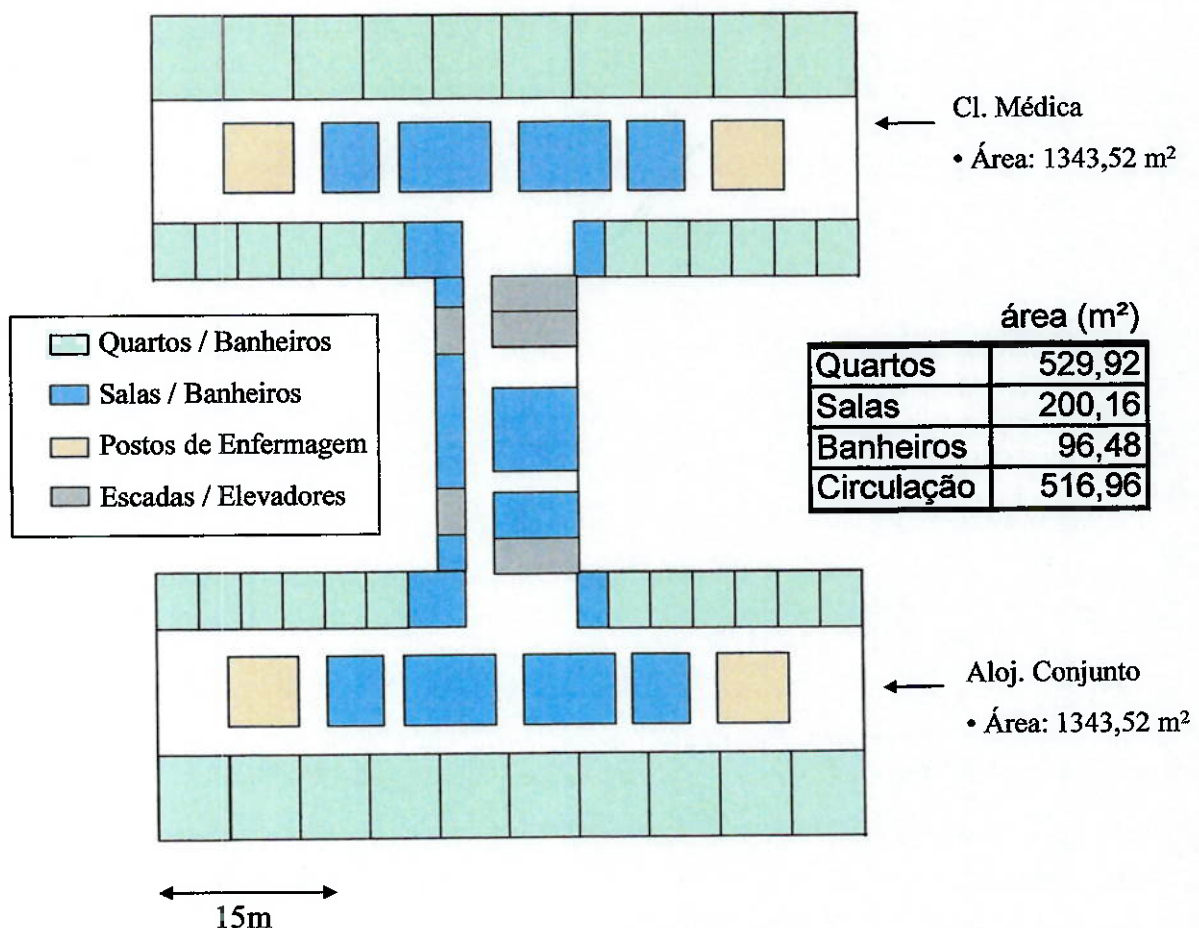 Cl. Médica
• Área: 1343,52 m²
Quartos / Banheiros
Salas / Banheiros
Postos de Enfermagem
Escadas / Elevadores
área (m²)
Quartos 529,92
Salas 200,16
Banheiros 96,48
Circulação 516,96
Aloj. Conjunto
• Área: 1343,52 m²
15m